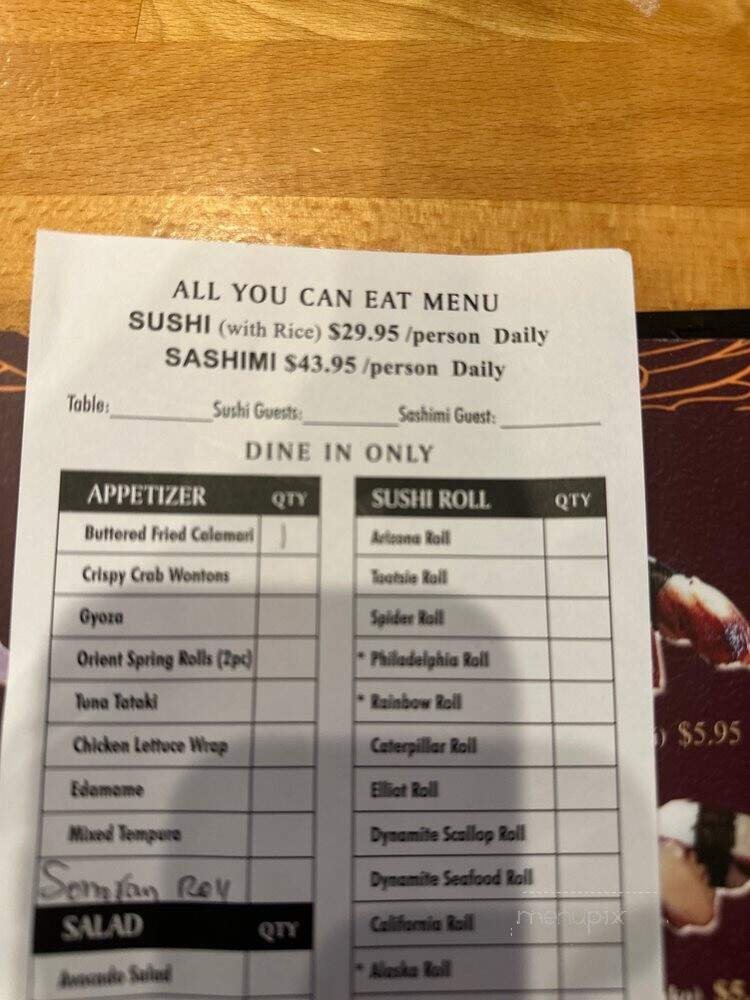 ALL YOU CAN EAT MENU
SUSHI (with Rice) $29.95 /person Daily
SASHIMI $43.95 /person Daily
Table: Sushi Guests: Sashimi Guest:
DINE IN ONLY
APPETIZER QTY
Buttered Fried Calamari 1
Crispy Crab Wontons
Gyoza
Orient Spring Rolls (2pc)
Tuna Tataki
Chicken Lettuce Wrap
Edamame
Mixed Tempura
SALAD QTY
Avocado Salad
SUSHI ROLL QTY
Arizona Roll
Tootsie Roll
Spider Roll
* Philadelphia Roll
* Rainbow Roll
Caterpillar Roll
Elliot Roll
Dynamite Scallop Roll
Dynamite Seafood Roll
California Roll
* Alaska Roll
$5.95
$5
menupix